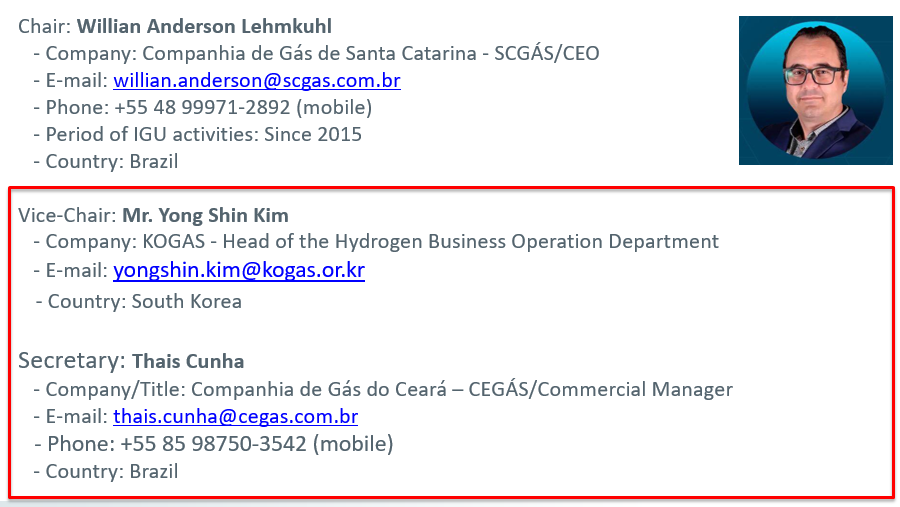 Chair: Willian Anderson Lehmkuhl
- Company: Companhia de Gás de Santa Catarina - SCGÁS/CEO
- E-mail: willian.anderson@scgas.com.br
- Phone: +55 48 99971-2892 (mobile)
- Period of IGU activities: Since 2015
- Country: Brazil
Vice-Chair: Mr. Yong Shin Kim
- Company: KOGAS - Head of the Hydrogen Business Operation Department
- E-mail: yongshin.kim@kogas.or.kr
- Country: South Korea
Secretary: Thais Cunha
- Company/Title: Companhia de Gás do Ceará – CEGÁS/Commercial Manager
- E-mail: thais.cunha@cegas.com.br
- Phone: +55 85 98750-3542 (mobile)
- Country: Brazil